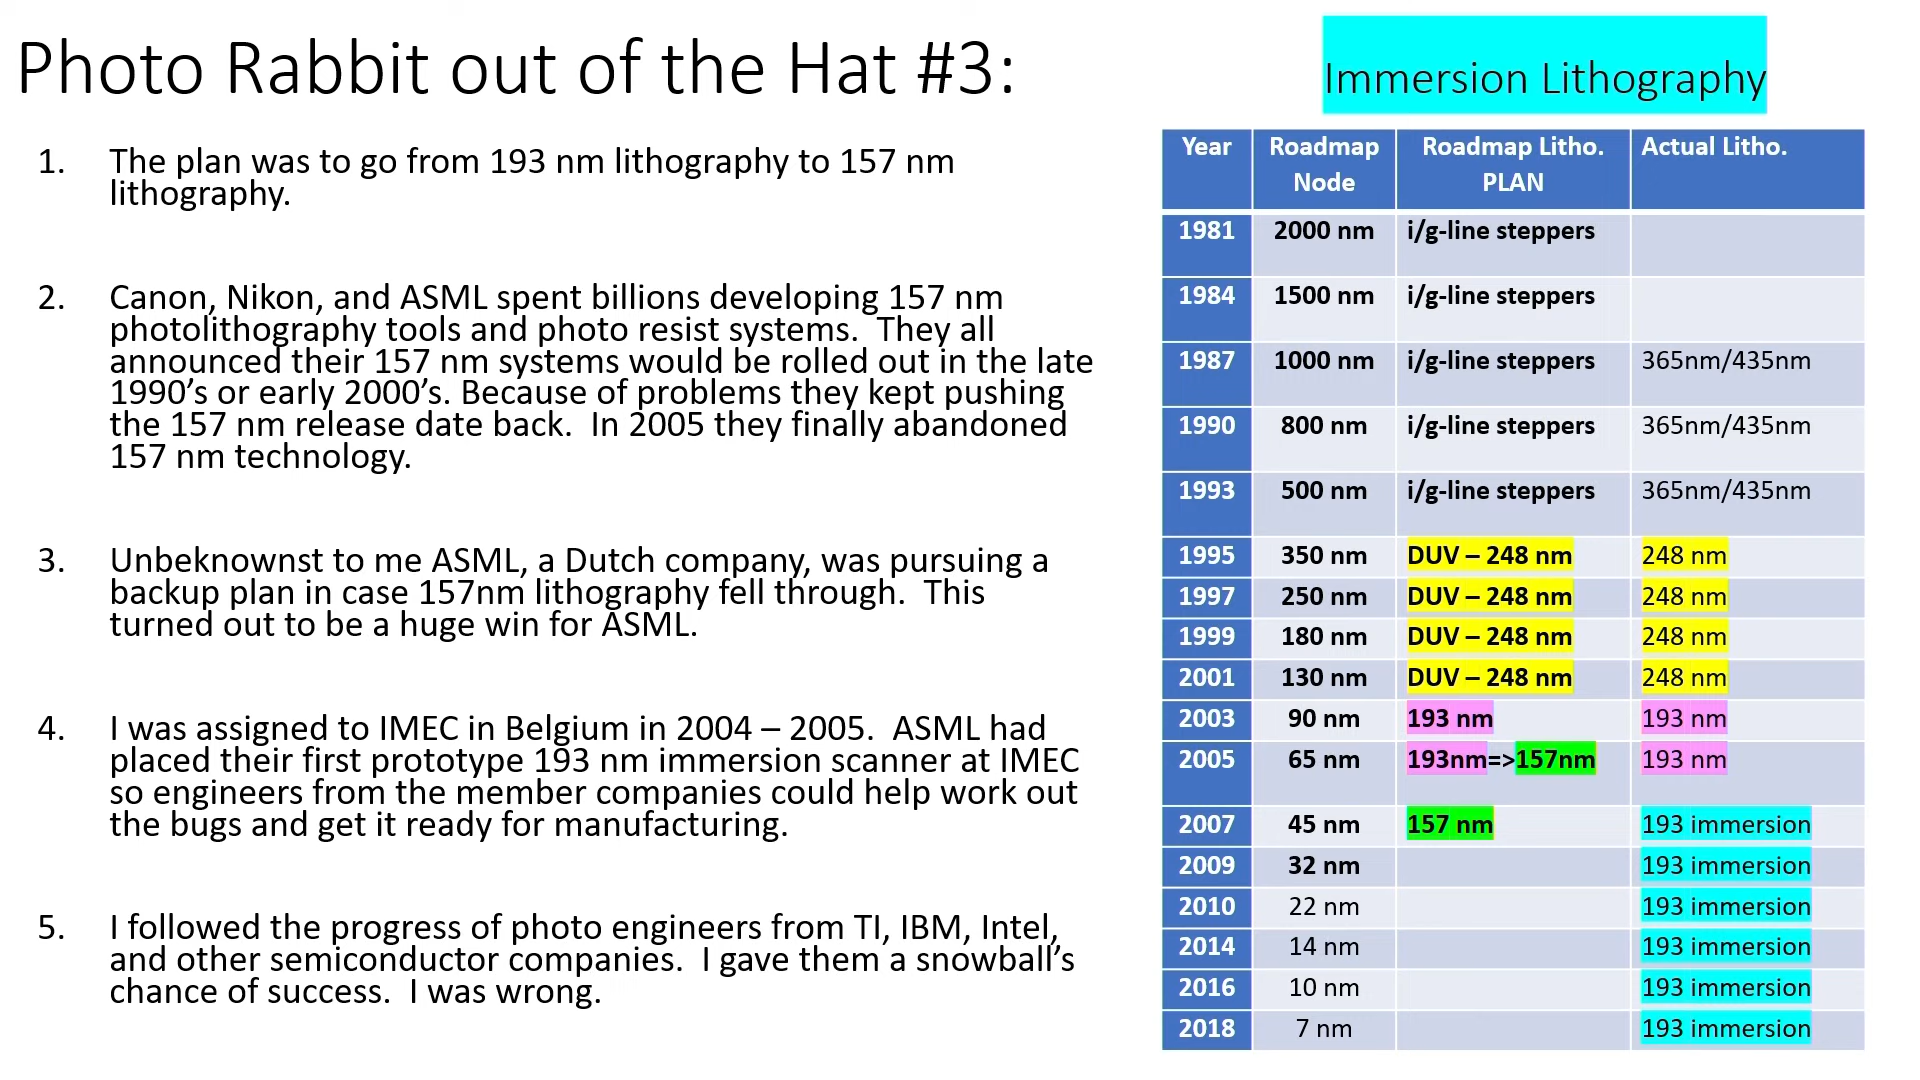 Photo Rabbit out of the Hat #3:
Immersion Lithography
1. The plan was to go from 193 nm lithography to 157 nm
lithography.
2. Canon, Nikon, and ASML spent billions developing 157 nm
photolithography tools and photo resist systems.  They all
announced their 157 nm systems would be rolled out in the late
1990’s or early 2000’s. Because of problems they kept pushing
the 157 nm release date back.  In 2005 they finally abandoned
157 nm technology.
3. Unbeknownst to me ASML, a Dutch company, was pursuing a
backup plan in case 157nm lithography fell through.  This
turned out to be a huge win for ASML.
4. I was assigned to IMEC in Belgium in 2004 – 2005.  ASML had
placed their first prototype 193 nm immersion scanner at IMEC
so engineers from the member companies could help work out
the bugs and get it ready for manufacturing.
5. I followed the progress of photo engineers from TI, IBM, Intel,
and other semiconductor companies.  I gave them a snowball’s
chance of success.  I was wrong.
Year Roadmap Node Roadmap Litho. PLAN Actual Litho.
1981 2000 nm i/g-line steppers
1984 1500 nm i/g-line steppers
1987 1000 nm i/g-line steppers 365nm/435nm
1990 800 nm i/g-line steppers 365nm/435nm
1993 500 nm i/g-line steppers 365nm/435nm
1995 350 nm DUV – 248 nm 248 nm
1997 250 nm DUV – 248 nm 248 nm
1999 180 nm DUV – 248 nm 248 nm
2001 130 nm DUV – 248 nm 248 nm
2003 90 nm 193 nm 193 nm
2005 65 nm 193nm=>157nm 193 nm
2007 45 nm 157 nm 193 immersion
2009 32 nm 193 immersion
2010 22 nm 193 immersion
2014 14 nm 193 immersion
2016 10 nm 193 immersion
2018 7 nm 193 immersion